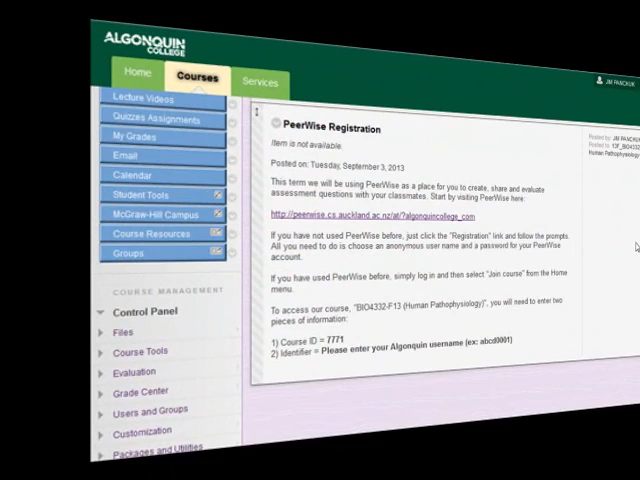 ALGONQUIN
COLLEGE
Home
Courses
Services
JIM PANCHUK
Lecture Videos
Quizzes Assignments
My Grades
Email
Calendar
Student Tools
McGraw-Hill Campus
Course Resources
Groups
COURSE MANAGEMENT
Control Panel
Files
Course Tools
Evaluation
Grade Center
Users and Groups
Customization
Packages and Utilities
PeerWise Registration
Item is not available.
Posted on: Tuesday, September 3, 2013
This term we will be using PeerWise as a place for you to create, share and evaluate
assessment questions with your classmates. Start by visiting PeerWise here:
http://peerwise.cs.auckland.ac.nz/at/?algonquincollege_com
If you have not used PeerWise before, just click the "Registration" link and follow the prompts.
All you need to do is choose an anonymous user name and a password for your PeerWise
account.
If you have used PeerWise before, simply log in and then select "Join course" from the Home
menu.
To access our course, "BIO4332-F13 (Human Pathophysiology)", you will need to enter two
pieces of information:
1) Course ID = 7771
2) Identifier = Please enter your Algonquin username (ex: abcd0001)
Posted by: JIM PANCHUK
Posted to: 13F_BIO4332
Human Pathophysiology